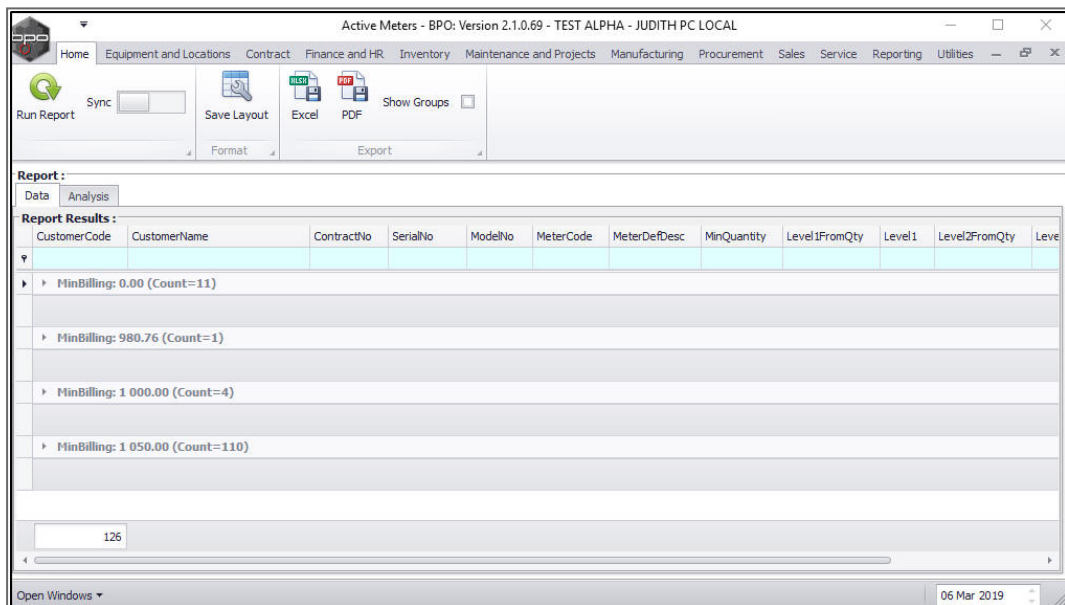 Active Meters - BPO: Version 2.1.0.69 - TEST ALPHA - JUDITH PC LOCAL
bpo
Home Equipment and Locations Contract Finance and HR Inventory Maintenance and Projects Manufacturing Procurement Sales Service Reporting Utilities
XLSX PDF
Sync Show Groups
Run Report Save Layout Excel PDF
Format Export
Report :
Data Analysis
Report Results :
CustomerCode CustomerName ContractNo SerialNo ModelNo MeterCode MeterDefDesc MinQuantity Level1FromQty Level1 Level2FromQty Leve
MinBilling: 0.00 (Count=11)
MinBilling: 980.76 (Count=1)
MinBilling: 1 000.00 (Count=4)
MinBilling: 1 050.00 (Count=110)
126
Open Windows 06 Mar 2019